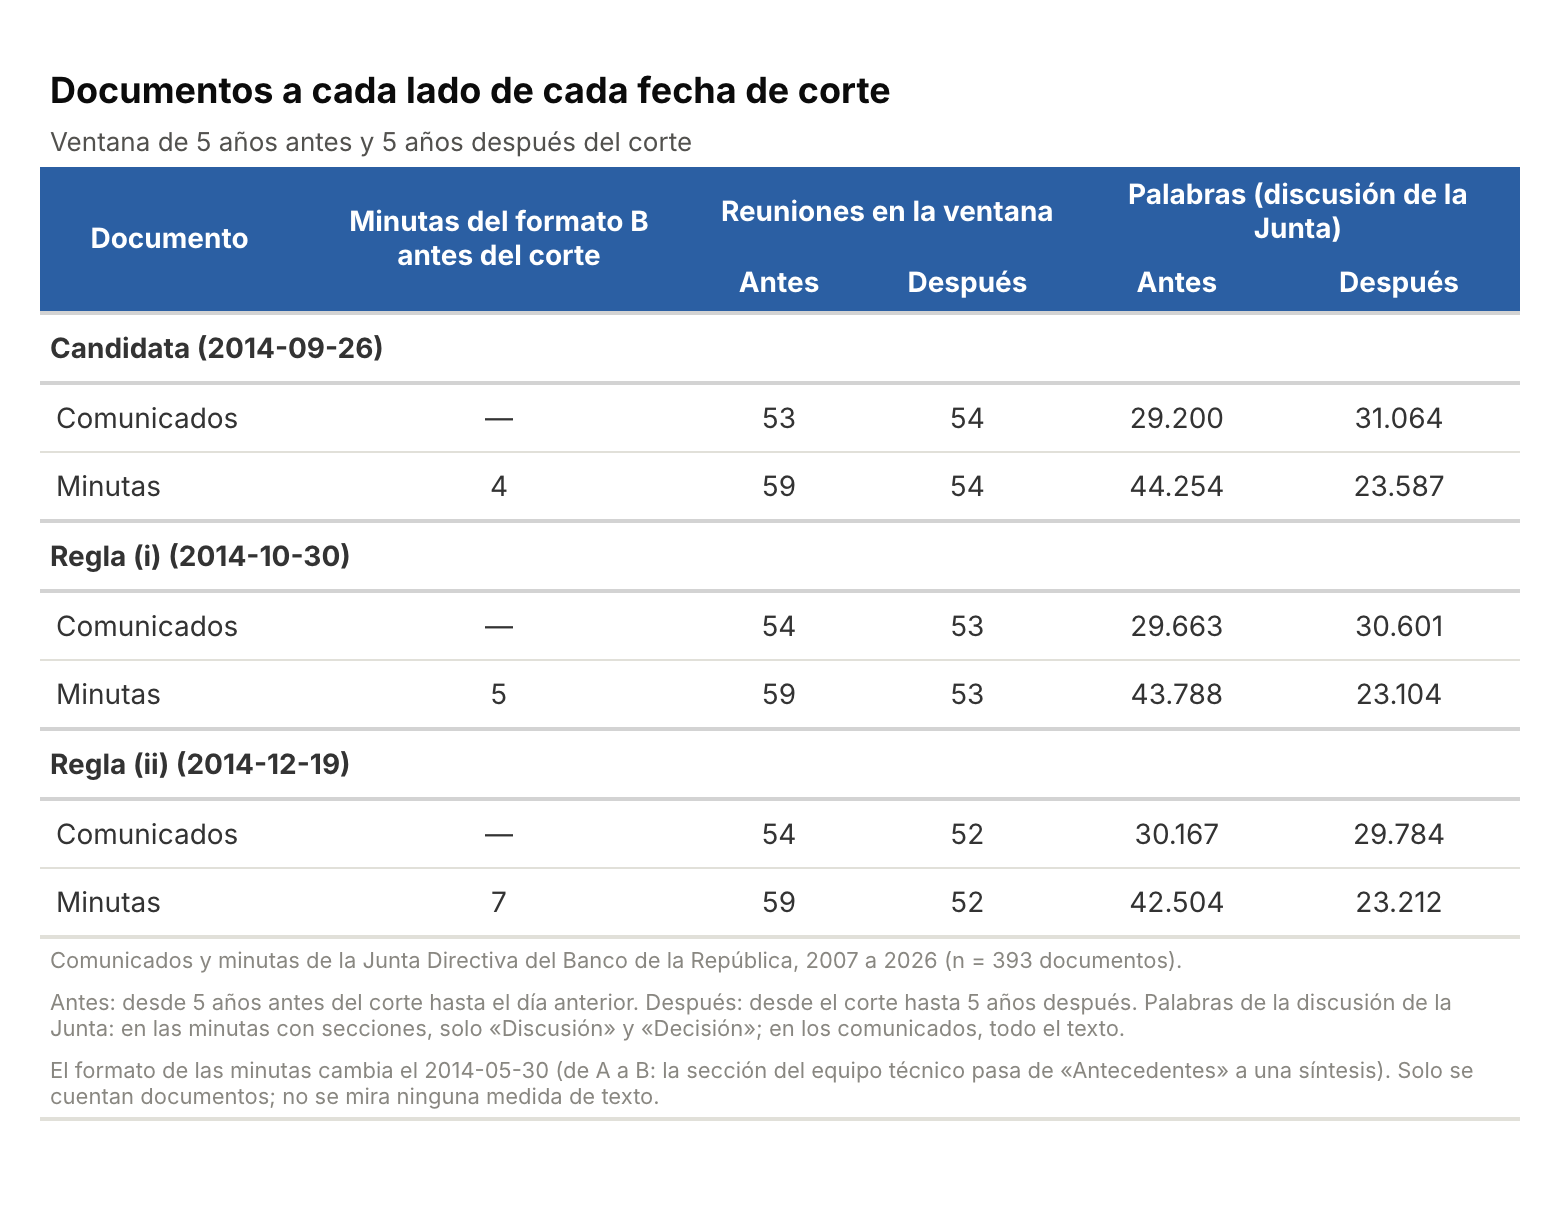 Documentos a cada lado de cada fecha de corte
Ventana de 5 años antes y 5 años después del corte
Documento
Minutas del formato B
antes del corte
Reuniones en la ventana
Palabras (discusión de la
Junta)
Antes Después Antes Después
Candidata (2014-09-26)
Comunicados — 53 54 29.200 31.064
Minutas 4 59 54 44.254 23.587
Regla (i) (2014-10-30)
Comunicados — 54 53 29.663 30.601
Minutas 5 59 53 43.788 23.104
Regla (ii) (2014-12-19)
Comunicados — 54 52 30.167 29.784
Minutas 7 59 52 42.504 23.212
Comunicados y minutas de la Junta Directiva del Banco de la República, 2007 a 2026 (n = 393 documentos).
Antes: desde 5 años antes del corte hasta el día anterior. Después: desde el corte hasta 5 años después. Palabras de la discusión de la
Junta: en las minutas con secciones, solo «Discusión» y «Decisión»; en los comunicados, todo el texto.
El formato de las minutas cambia el 2014-05-30 (de A a B: la sección del equipo técnico pasa de «Antecedentes» a una síntesis). Solo se
cuentan documentos; no se mira ninguna medida de texto.